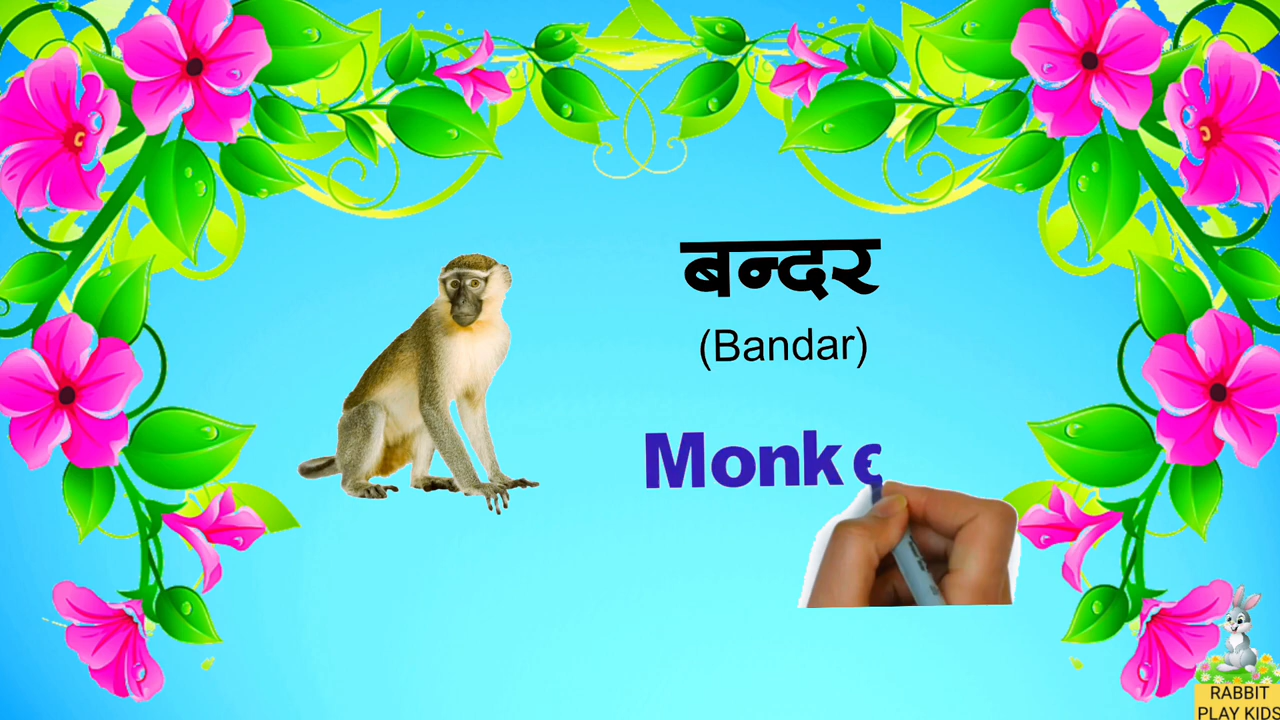 बन्दर
(Bandar)
Monke
RABBIT
PLAY KIDS